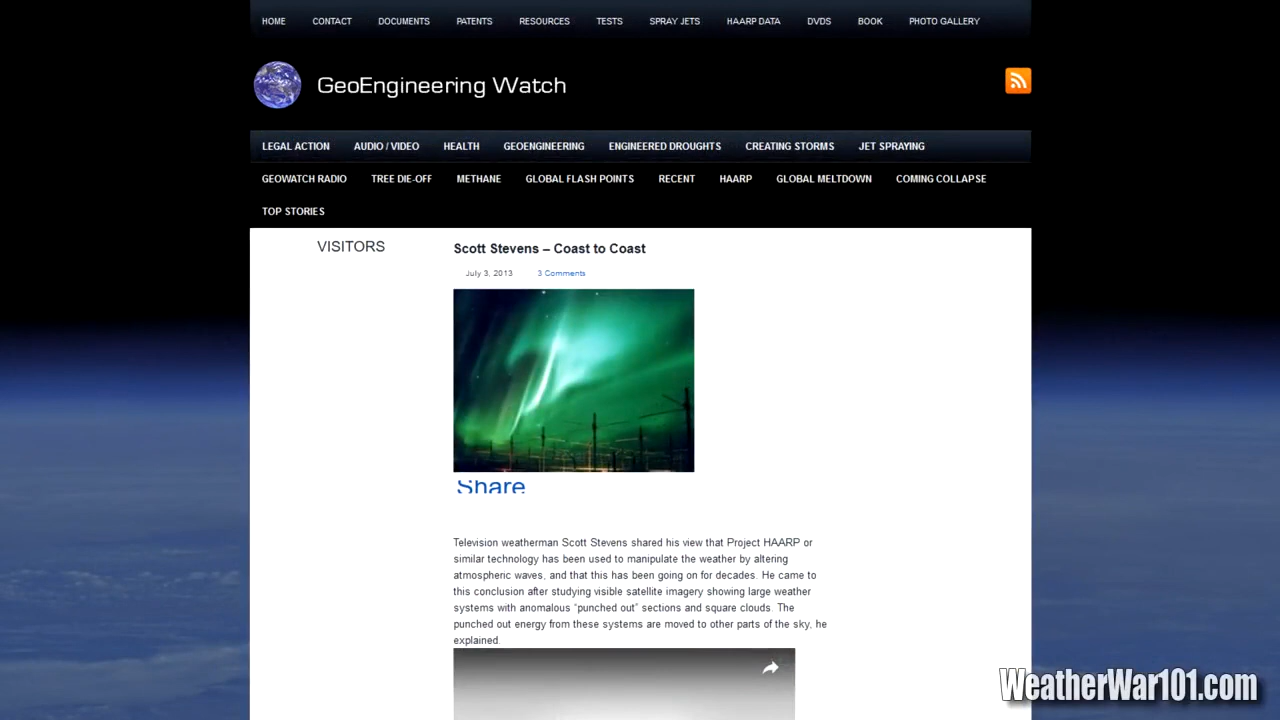 HOME CONTACT DOCUMENTS PATENTS RESOURCES TESTS SPRAY JETS HAARP DATA DVDS BOOK PHOTO GALLERY
GeoEngineering Watch
LEGAL ACTION AUDIO / VIDEO HEALTH GEOENGINEERING ENGINEERED DROUGHTS CREATING STORMS JET SPRAYING
GEOWATCH RADIO TREE DIE-OFF METHANE GLOBAL FLASH POINTS RECENT HAARP GLOBAL MELTDOWN COMING COLLAPSE
TOP STORIES
VISITORS
Scott Stevens – Coast to Coast
July 3, 2013 3 Comments
Share
Television weatherman Scott Stevens shared his view that Project HAARP or
similar technology has been used to manipulate the weather by altering
atmospheric waves, and that this has been going on for decades. He came to
this conclusion after studying visible satellite imagery showing large weather
systems with anomalous “punched out” sections and square clouds. The
punched out energy from these systems are moved to other parts of the sky, he
explained.
WeatherWar101.com